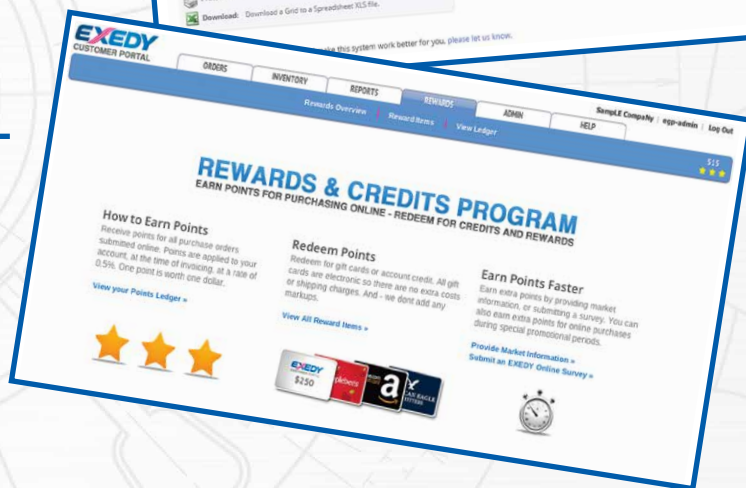 Download: Download a Grid to a Spreadsheet XLS file.
ke this system work better for you, please let us know.
EXEDY
CUSTOMER PORTAL
SampLE CompaNy | egp-admin | Log Out
ORDERS INVENTORY REPORTS REWARDS ADMIN HELP
Rewards Overview | Reward Items | View Ledger
$15
REWARDS & CREDITS PROGRAM
EARN POINTS FOR PURCHASING ONLINE - REDEEM FOR CREDITS AND REWARDS
How to Earn Points
Receive points for all purchase orders
submitted online. Points are applied to your
account, at the time of invoicing, at a rate of
0.5%. One point is worth one dollar.
View your Points Ledger »
Redeem Points
Redeem for gift cards or account credit. All gift
cards are electronic so there are no extra costs
or shipping charges. And - we dont add any
markups.
View All Reward Items »
Earn Points Faster
Earn extra points by providing market
information, or submitting a survey. You can
also earn extra points for online purchases
during special promotional periods.
Provide Market Information »
Submit an EXEDY Online Survey »
EXEDY
$250
plebees
a
CAN EAGLE